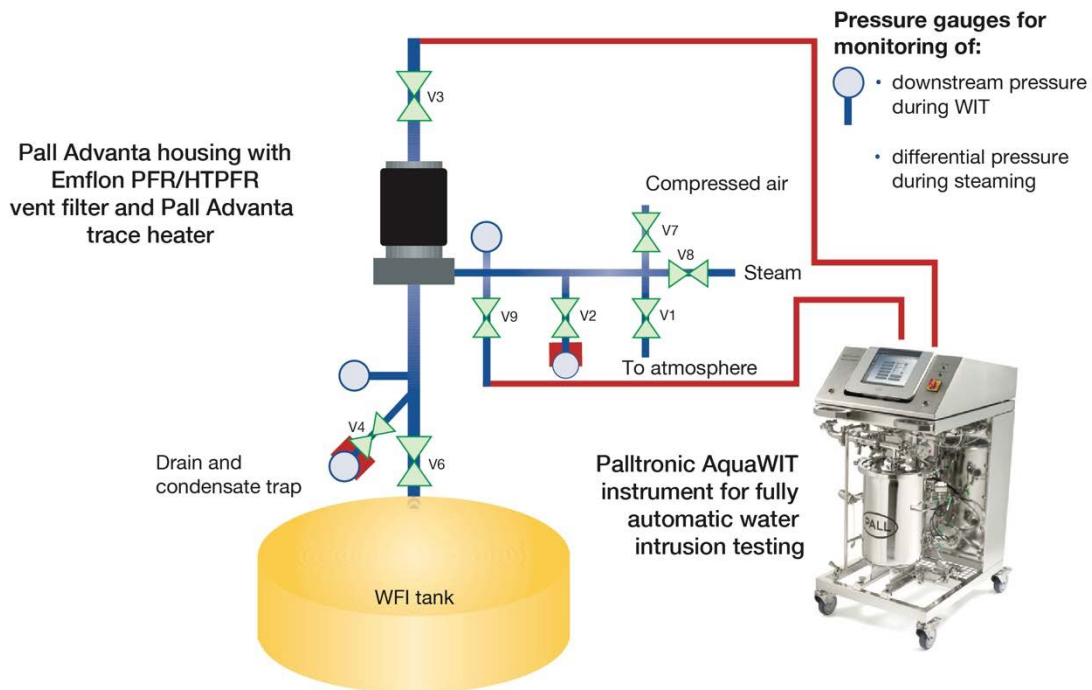 Pressure gauges for
monitoring of:
• downstream pressure
during WIT
• differential pressure
during steaming
V3
Pall Advanta housing with
Emflon PFR/HTPFR
vent filter and Pall Advanta
trace heater
Compressed air
V7
V8
Steam
V9
V2
V1
To atmosphere
V4
V6
Drain and
condensate trap
Palltronic AquaWIT
instrument for fully
automatic water
intrusion testing
PALL
WFI tank